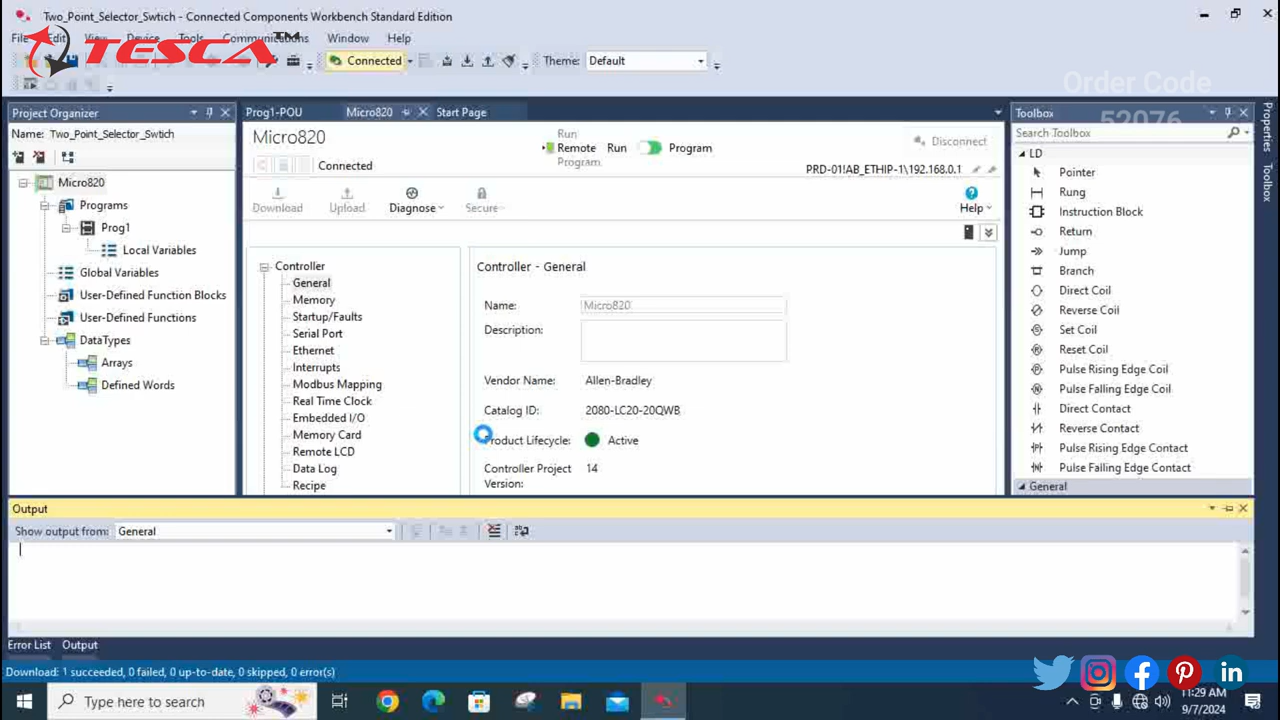 Two_Point_Selector_Swtich - Connected Components Workbench Standard Edition
File Edit Device Tools Communications Window Help
TESCA™
Connected
Theme: Default
Order Code
52076
Project Organizer
Name: Two_Point_Selector_Swtich
Micro820
Programs
Prog1
Local Variables
Global Variables
User-Defined Function Blocks
User-Defined Functions
DataTypes
Arrays
Defined Words
Prog1-POU Micro820 Start Page
Micro820
Connected
Run
Remote
Program
Run Program
Disconnect
PRD-01!AB_ETHIP-1\192.168.0.1
Download Upload Diagnose Secure Help
Controller
General
Memory
Startup/Faults
Serial Port
Ethernet
Interrupts
Modbus Mapping
Real Time Clock
Embedded I/O
Memory Card
Remote LCD
Data Log
Recipe
Controller - General
Name: Micro820
Description:
Vendor Name: Allen-Bradley
Catalog ID: 2080-LC20-20QWB
Product Lifecycle: Active
Controller Project 14
Version:
Toolbox
Search Toolbox
LD
Pointer
Rung
Instruction Block
Return
Jump
Branch
Direct Coil
Reverse Coil
Set Coil
Reset Coil
Pulse Rising Edge Coil
Pulse Falling Edge Coil
Direct Contact
Reverse Contact
Pulse Rising Edge Contact
Pulse Falling Edge Contact
General
Properties
Toolbox
Output
Show output from: General
Error List Output
Download: 1 succeeded, 0 failed, 0 up-to-date, 0 skipped, 0 error(s)
Type here to search
11:29 AM
9/7/2024